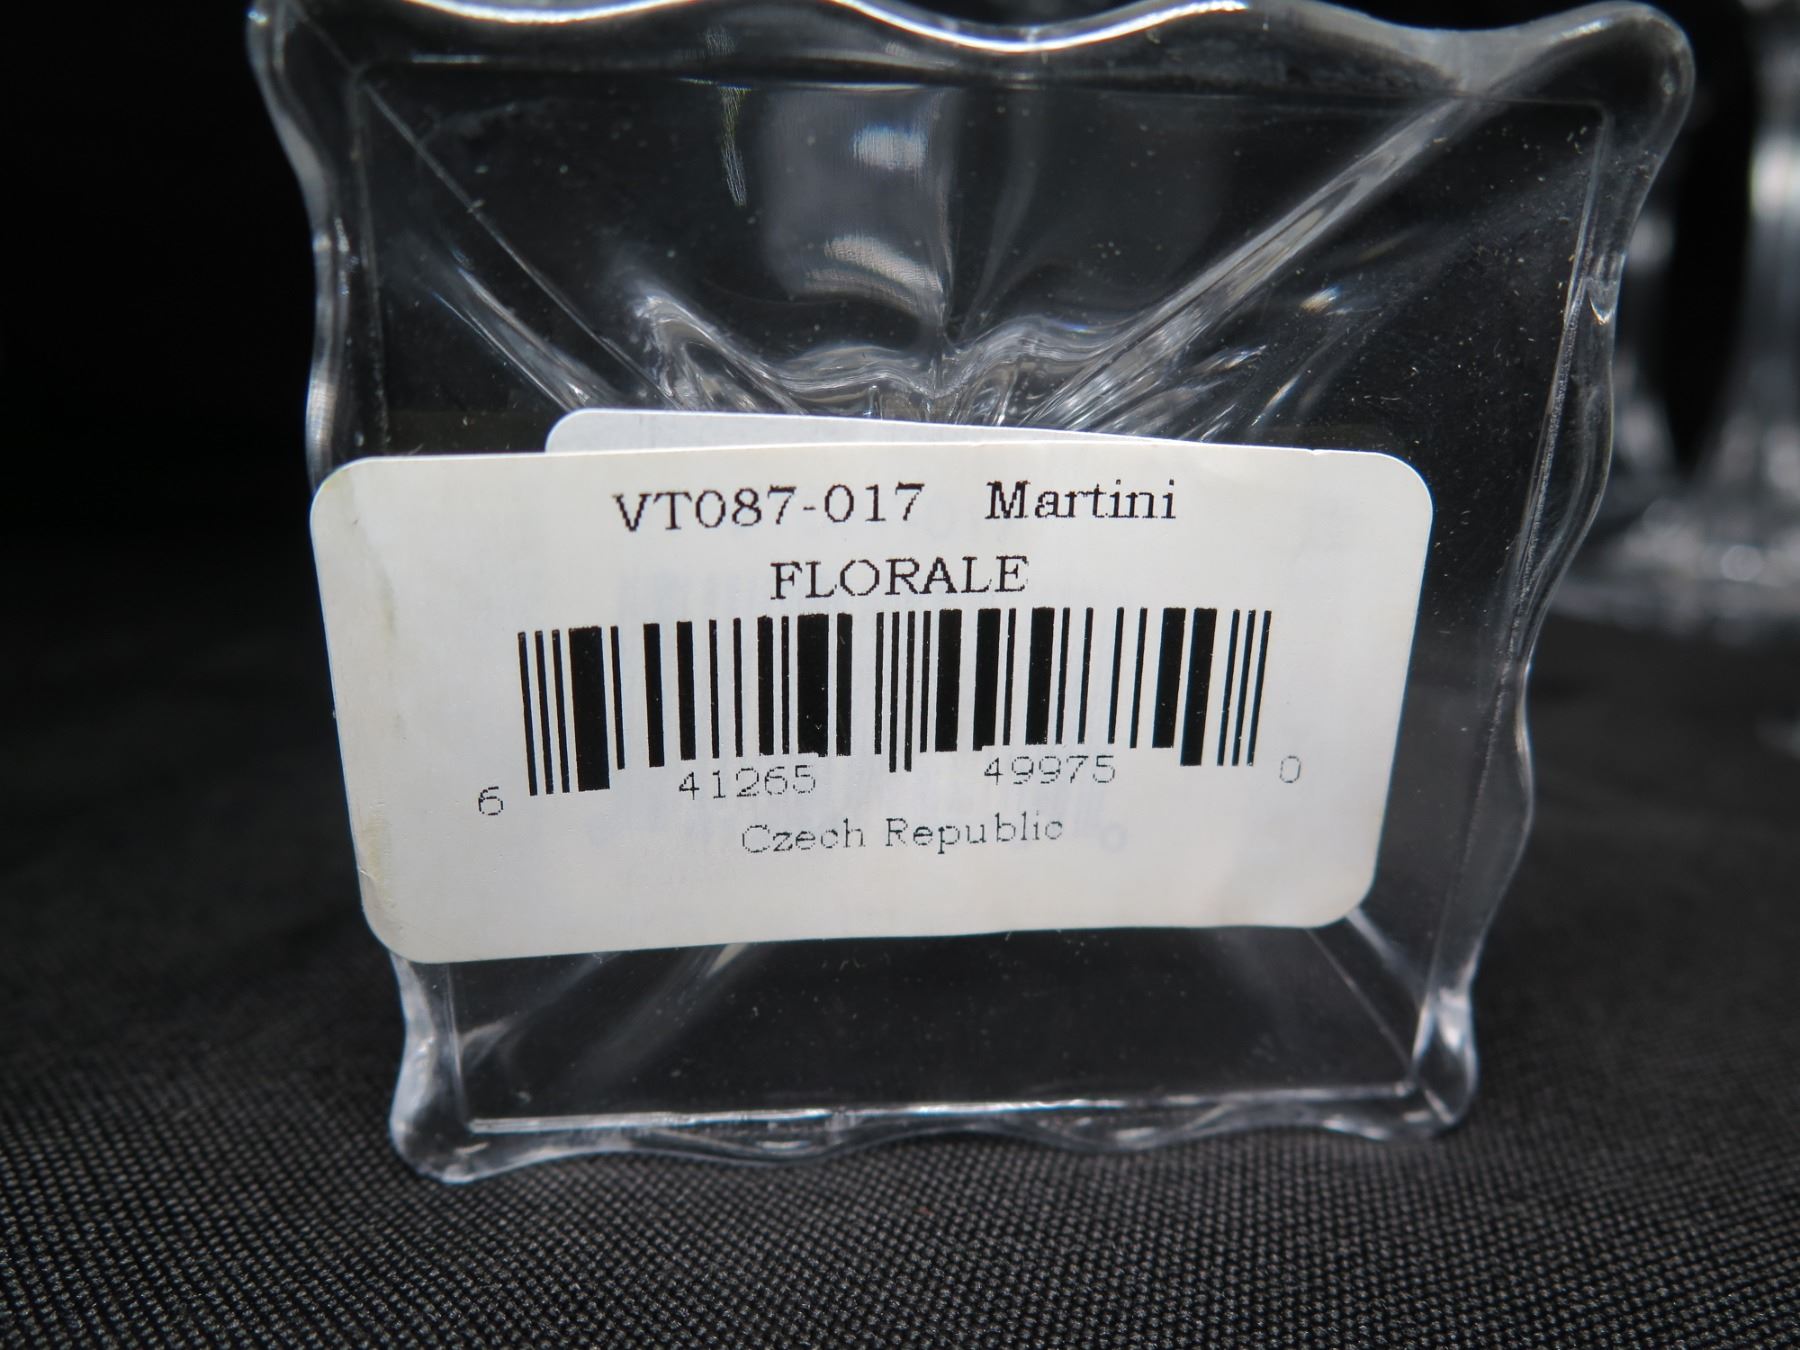 VT087-017 Martini
FLORALE
6 41265 49975 0
Czech Republic